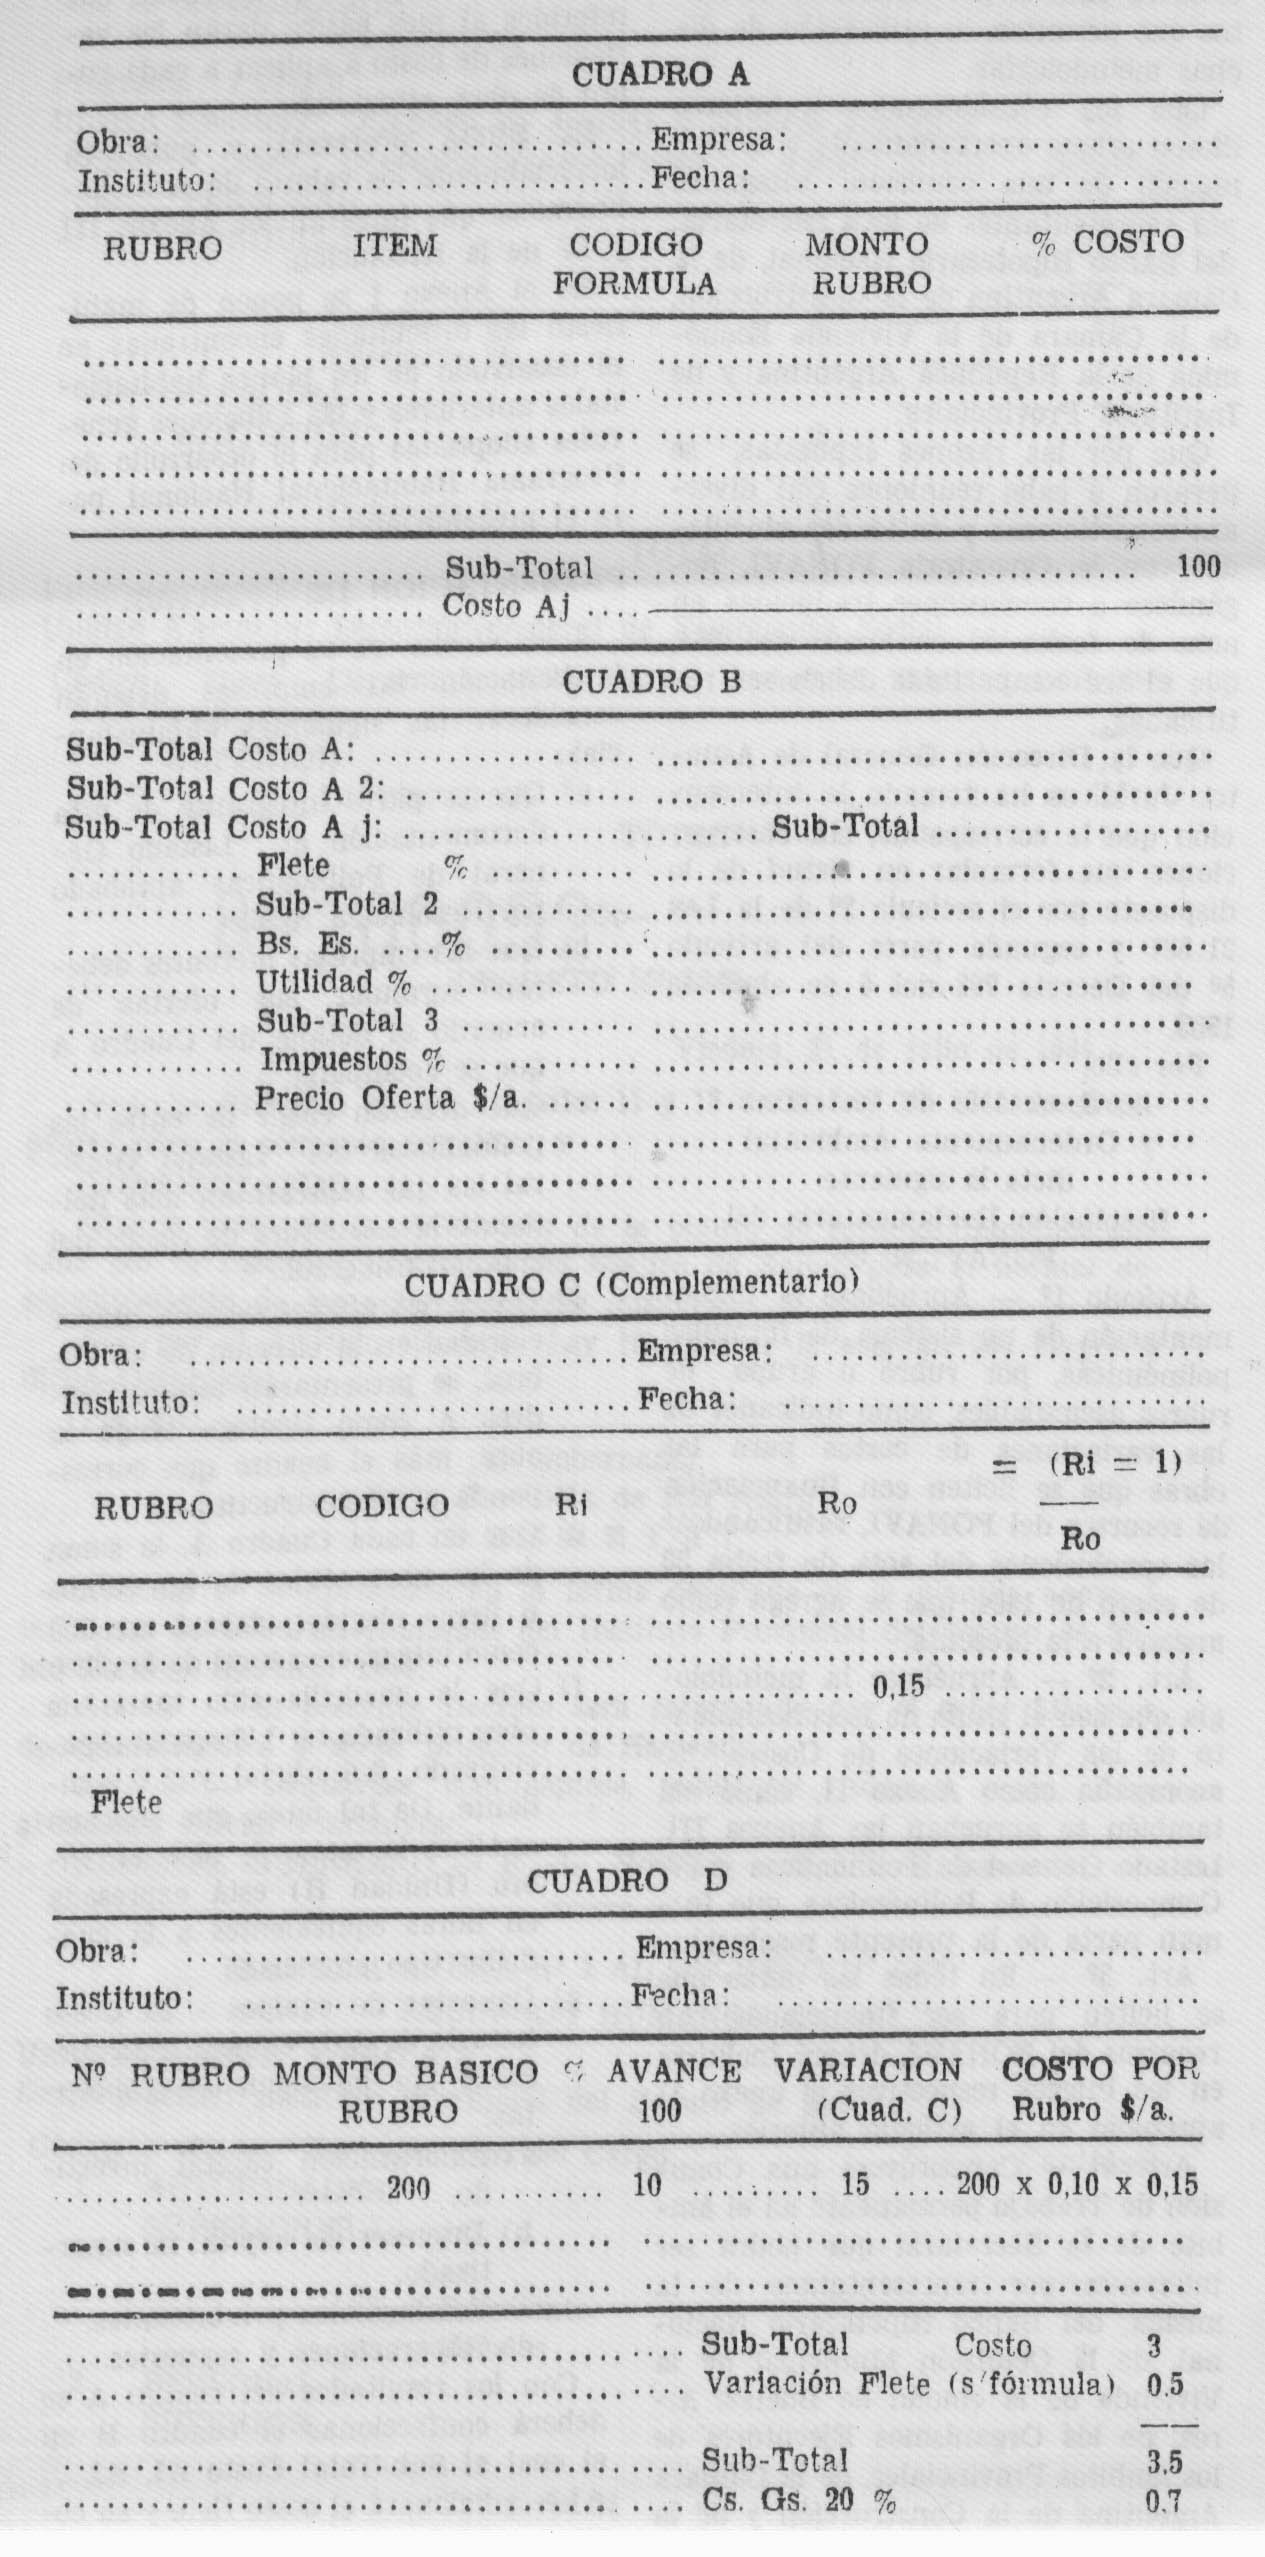 CUADRO A
Obra: ............................... Empresa: ..........................
Instituto: ........................... Fecha: .............................
RUBRO ITEM CODIGO MONTO % COSTO
FORMULA RUBRO
Sub-Total .................................... 100
Costo Aj ....
CUADRO B
Sub-Total Costo A: ..................
Sub-Total Costo A 2: ................
Sub-Total Costo A j: ......................... Sub-Total ...................
............ Flete % ..........
............ Sub-Total 2 ............
............ Bs. Es. ....% ..........
............ Utilidad % ..............
............ Sub-Total 3 ............
............ Impuestos % ............
............ Precio Oferta $/a. ......
CUADRO C (Complementario)
Obra: .............................. Empresa: ...........................
Instituto: ........................... Fecha: .............................
= (Ri = 1)
RUBRO CODIGO Ri Ro
Ro
0,15
Flete
CUADRO D
Obra: .............................. Empresa: ..........................
Instituto: .......................... Fecha: .............................
Nº RUBRO MONTO BASICO % AVANCE VARIACION COSTO POR
RUBRO 100 (Cuad. C) Rubro $/a.
..................... 200 ........... 10 ......... 15 .... 200 x 0,10 x 0,15
Sub-Total Costo 3
Variación Flete (s/fórmula) 0.5
Sub-Total 3,5
Cs. Gs. 20 % 0.7